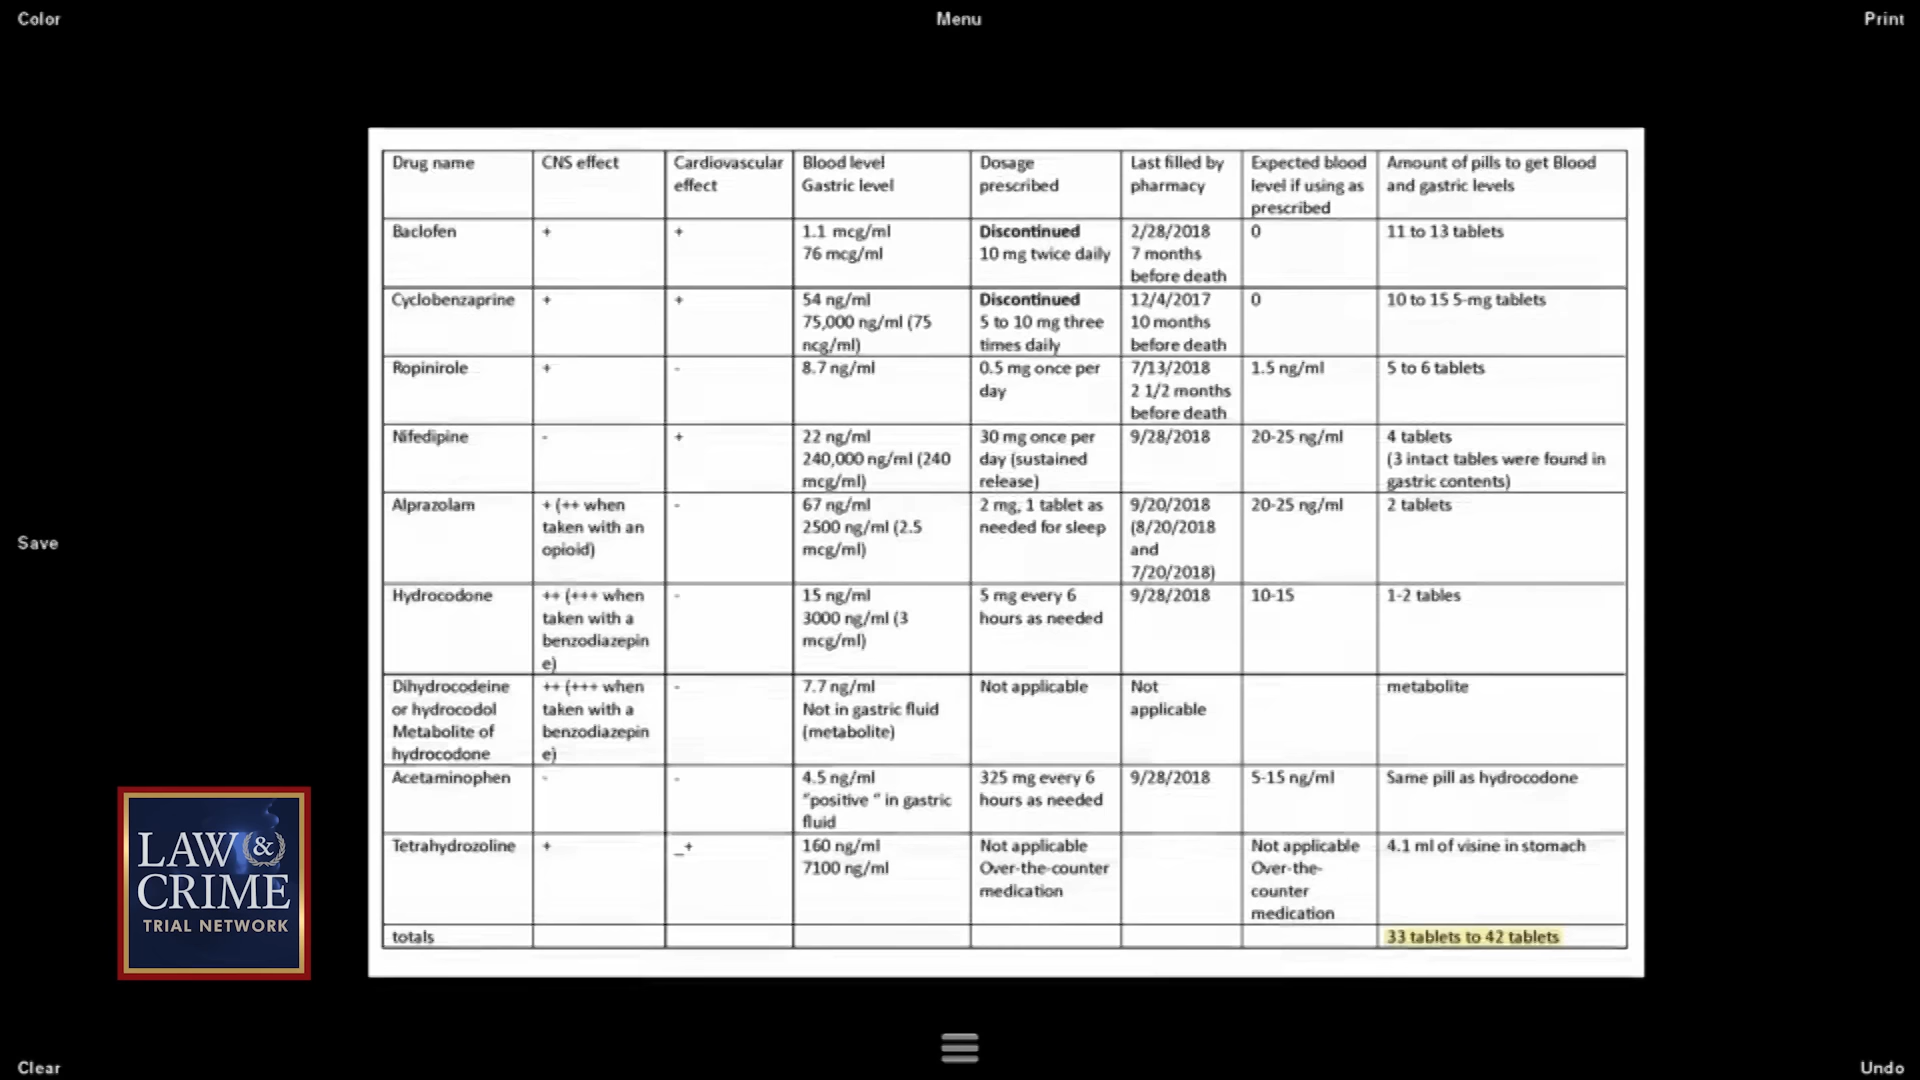 Color
Menu
Print
Drug name
CNS effect
Cardiovascular
effect
Blood level
Gastric level
Dosage
prescribed
Last filled by
pharmacy
Expected blood
level if using as
prescribed
Amount of pills to get Blood
and gastric levels
Baclofen
+
+
1.1 mcg/ml
76 mcg/ml
Discontinued
10 mg twice daily
2/28/2018
7 months
before death
0
11 to 13 tablets
Cyclobenzaprine
+
+
54 ng/ml
75,000 ng/ml (75
ncg/ml)
Discontinued
5 to 10 mg three
times daily
12/4/2017
10 months
before death
0
10 to 15 5-mg tablets
Ropinirole
+
-
8.7 ng/ml
0.5 mg once per
day
7/13/2018
2 1/2 months
before death
1.5 ng/ml
5 to 6 tablets
Nifedipine
-
+
22 ng/ml
240,000 ng/ml (240
mcg/ml)
30 mg once per
day (sustained
release)
9/28/2018
20-25 ng/ml
4 tablets
(3 intact tables were found in
gastric contents)
Alprazolam
+ (++ when
taken with an
opioid)
-
67 ng/ml
2500 ng/ml (2.5
mcg/ml)
2 mg, 1 tablet as
needed for sleep
9/20/2018
(8/20/2018
and
7/20/2018)
20-25 ng/ml
2 tablets
Hydrocodone
++ (+++ when
taken with a
benzodiazepin
e)
-
15 ng/ml
3000 ng/ml (3
mcg/ml)
5 mg every 6
hours as needed
9/28/2018
10-15
1-2 tables
Dihydrocodeine
or hydrocodol
Metabolite of
hydrocodone
++ (+++ when
taken with a
benzodiazepin
e)
-
7.7 ng/ml
Not in gastric fluid
(metabolite)
Not applicable
Not
applicable
metabolite
Acetaminophen
-
-
4.5 ng/ml
"positive " in gastric
fluid
325 mg every 6
hours as needed
9/28/2018
5-15 ng/ml
Same pill as hydrocodone
Tetrahydrozoline
+
_+
160 ng/ml
7100 ng/ml
Not applicable
Over-the-counter
medication
Not applicable
Over-the-
counter
medication
4.1 ml of visine in stomach
totals
33 tablets to 42 tablets
Save
LAW &
CRIME
TRIAL NETWORK
Clear
Undo